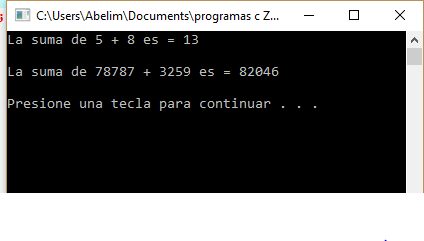 C:\Users\Abelim\Documents\programas c Z...
La suma de 5 + 8 es = 13
La suma de 78787 + 3259 es = 82046
Presione una tecla para continuar . . .